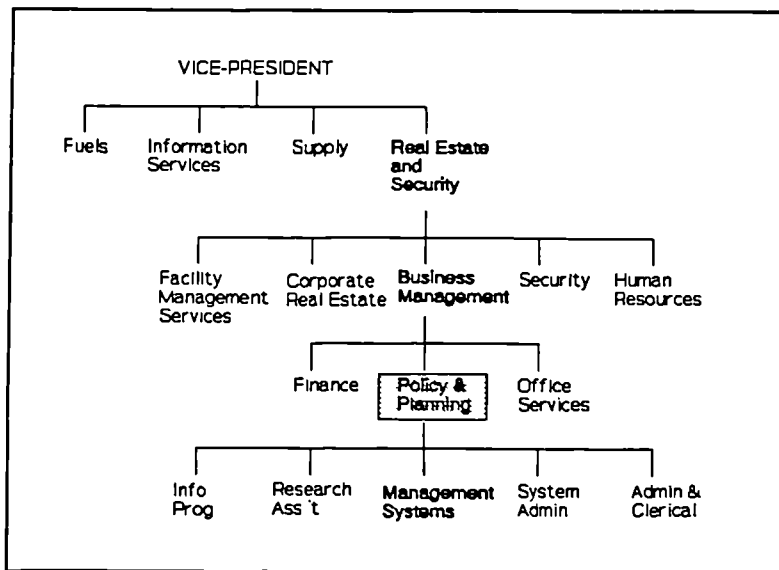 VICE-PRESIDENT
Fuels
Information
Services
Supply
Real Estate
and
Security
Facility
Management
Services
Corporate
Real Estate
Business
Management
Security
Human
Resources
Finance
Policy &
Planning
Office
Services
Info
Prog
Research
Ass't
Management
Systems
System
Admin
Admin &
Clerical